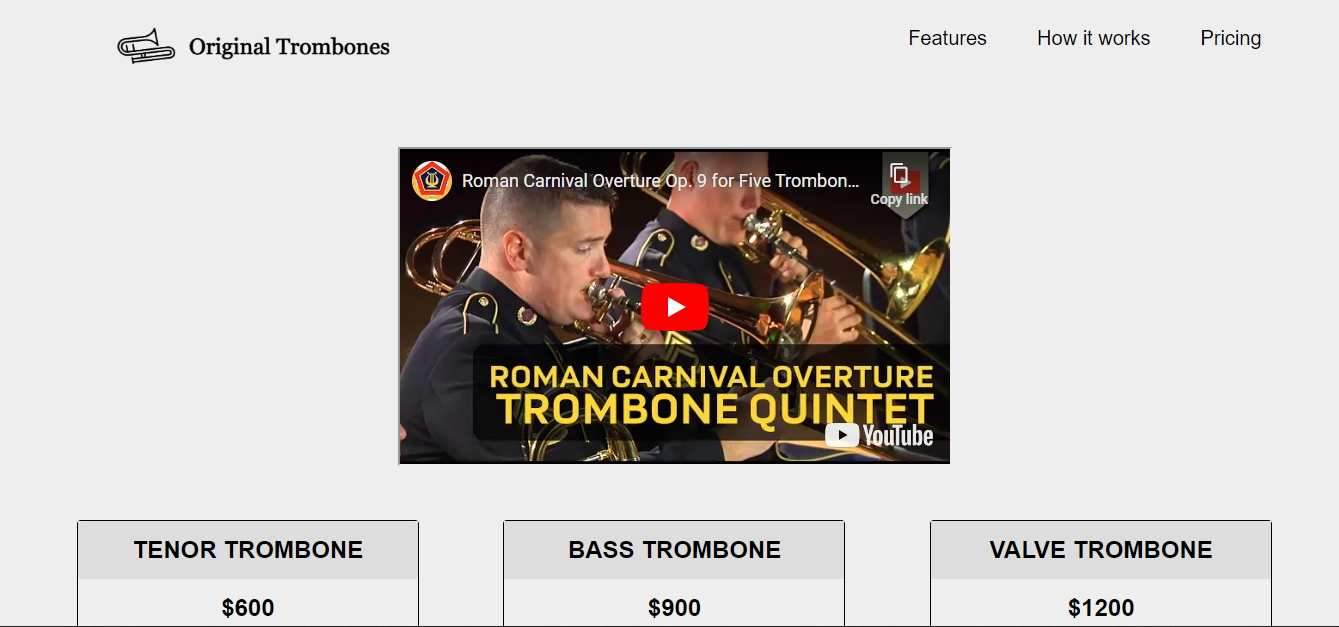 Original Trombones
Features How it works Pricing
Roman Carnival Overture Op. 9 for Five Trombon...
Copy link
ROMAN CARNIVAL OVERTURE
TROMBONE QUINTET
YouTube
TENOR TROMBONE
$600
BASS TROMBONE
$900
VALVE TROMBONE
$1200